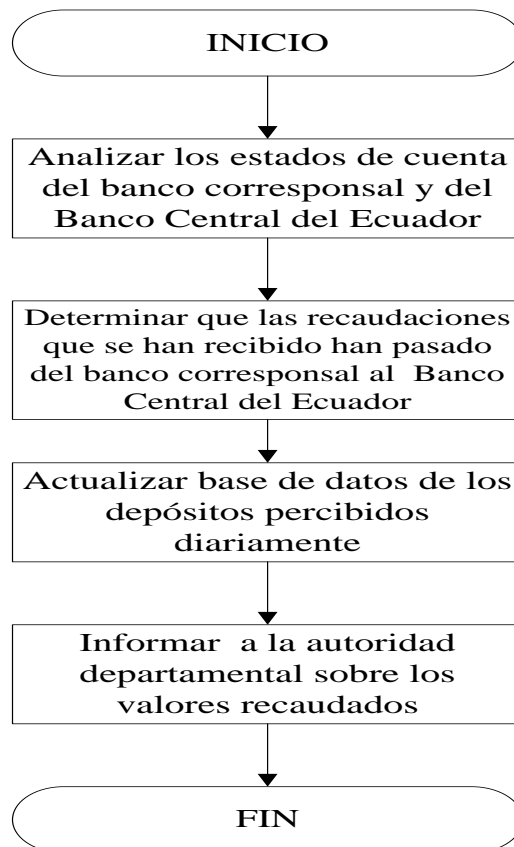 INICIO
Analizar los estados de cuenta
del banco corresponsal y del
Banco Central del Ecuador
Determinar que las recaudaciones
que se han recibido han pasado
del banco corresponsal al Banco
Central del Ecuador
Actualizar base de datos de los
depósitos percibidos
diariamente
Informar a la autoridad
departamental sobre los
valores recaudados
FIN